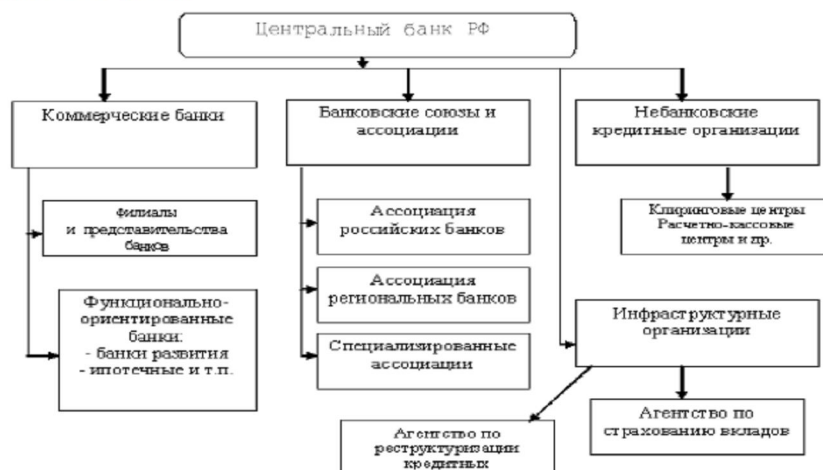 Центральный банк РФ
Коммерческие банки
Банковские союзы и
ассоциации
Небанковские
кредитные организации
Филиалы
и представительства
банков
Ассоциация
российских банков
Клиринговые центры
Расчетно-кассовые
центры и др.
Функционально-
ориентированные
банки:
- банки развития
- ипотечные и т.п.
Ассоциация
региональных банков
Специализированные
ассоциации
Инфраструктурные
организации
Агентство по
реструктуризации
кредитных
Агентство по
страхованию вкладов